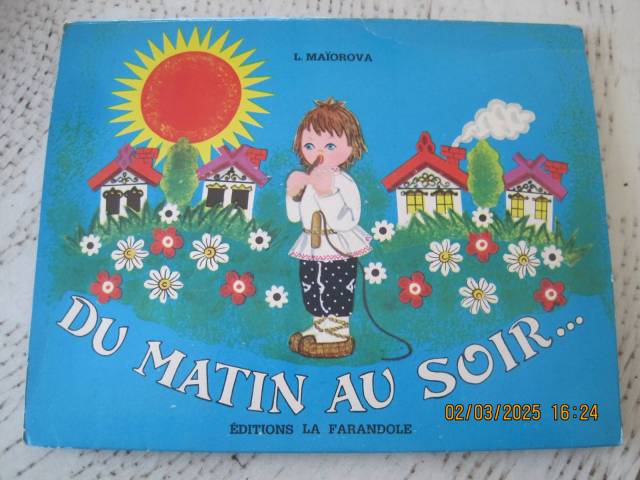 L. MAÏOROVA
DU MATIN AU SOIR...
ÉDITIONS LA FARANDOLE
02/03/2025 16:24